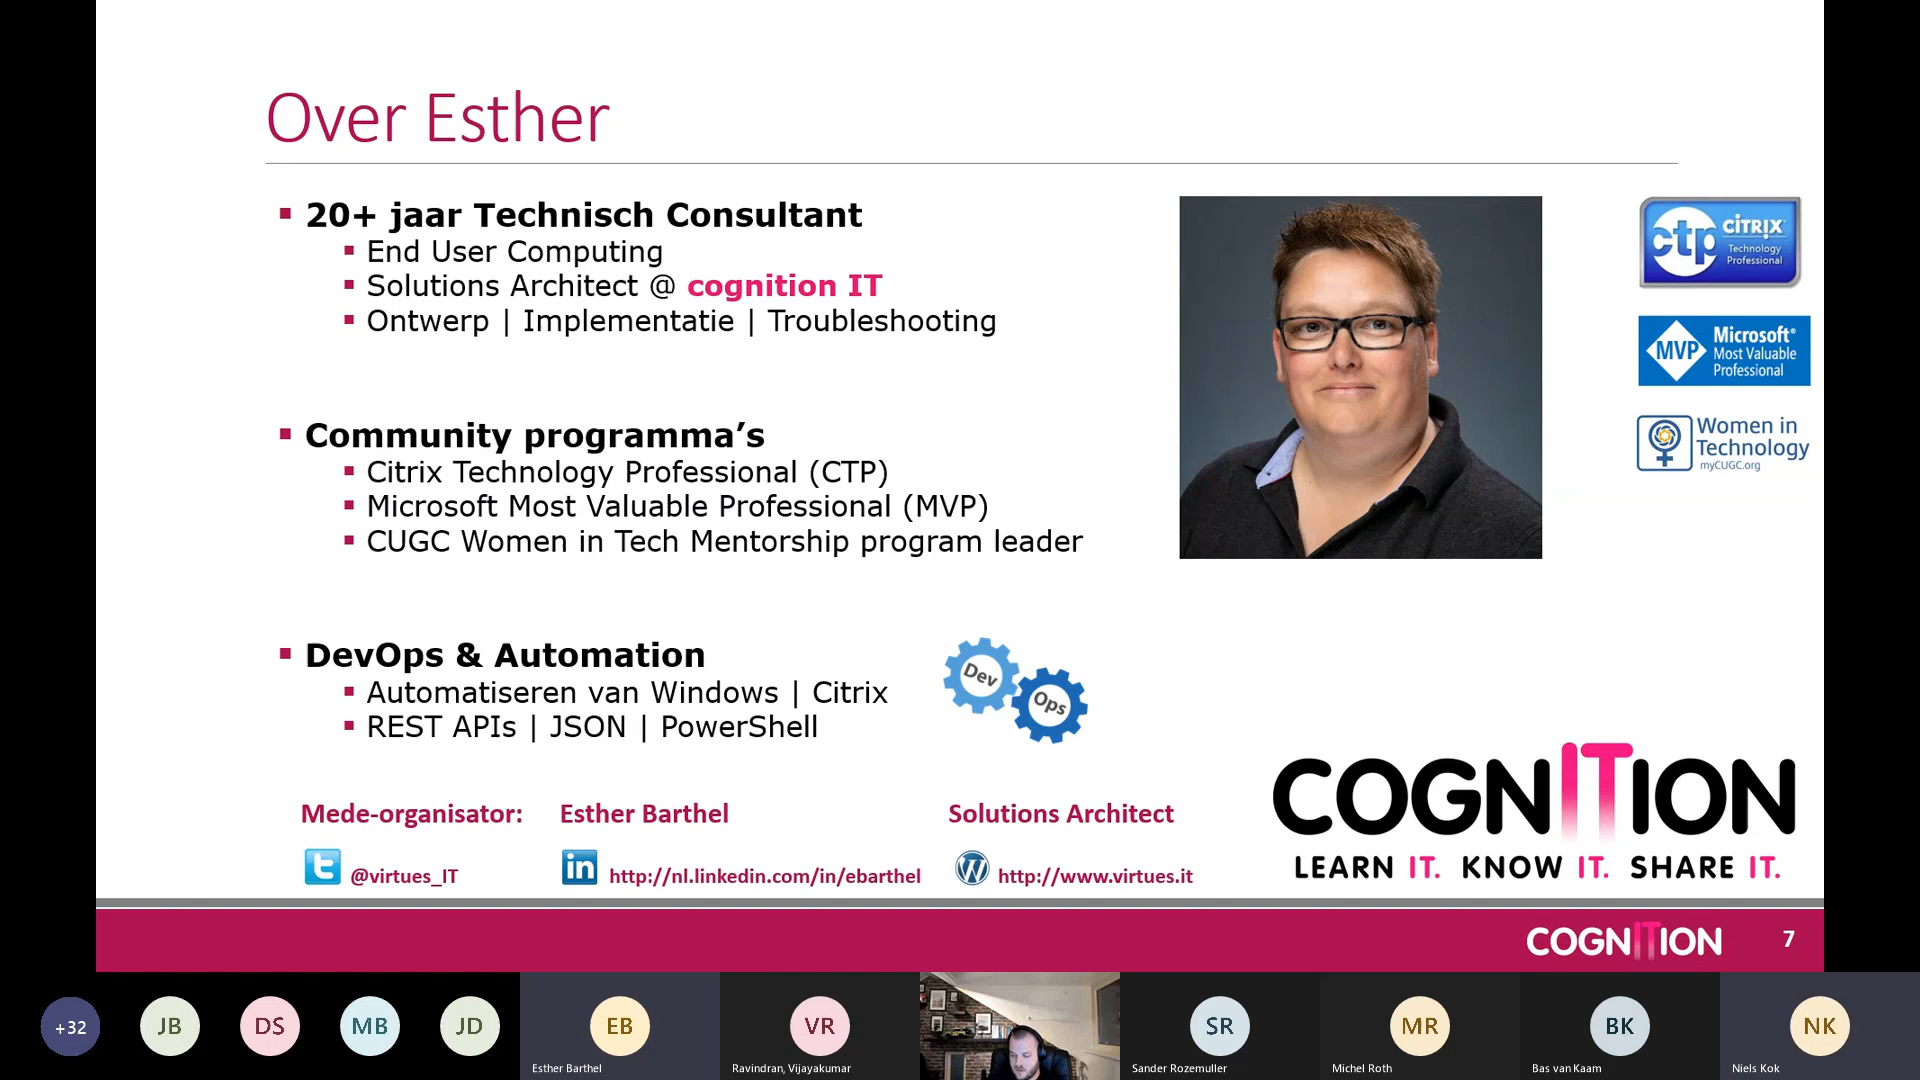 Over Esther
20+ jaar Technisch Consultant
End User Computing
Solutions Architect @ cognition IT
Ontwerp | Implementatie | Troubleshooting
Community programma’s
Citrix Technology Professional (CTP)
Microsoft Most Valuable Professional (MVP)
CUGC Women in Tech Mentorship program leader
DevOps & Automation
Automatiseren van Windows | Citrix
REST APIs | JSON | PowerShell
Dev
Ops
ctp CITRIX®
Technology
Professional
MVP Microsoft®
Most Valuable
Professional
Women in
Technology
myCUGC.org
Mede-organisator: Esther Barthel Solutions Architect
@virtues_IT http://nl.linkedin.com/in/ebarthel http://www.virtues.it
COGNITION
LEARN IT. KNOW IT. SHARE IT.
COGNITION 7
+32 JB DS MB JD EB VR SR MR BK NK
Esther Barthel Ravindran, Vijayakumar Sander Rozemuller Michel Roth Bas van Kaam Niels Kok